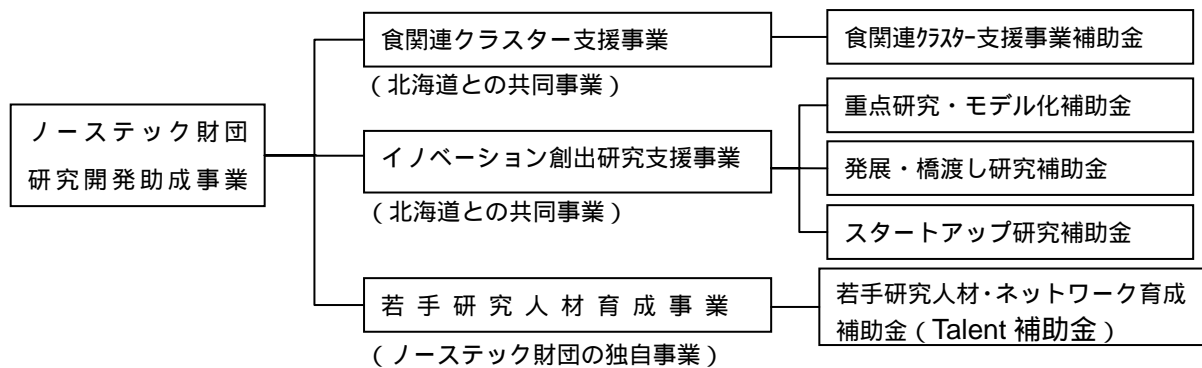 ノーステック財団
研究開発助成事業
食関連クラスター支援事業
（北海道との共同事業）
食関連ｸﾗｽﾀｰ支援事業補助金
イノベーション創出研究支援事業
（北海道との共同事業）
重点研究・モデル化補助金
発展・橋渡し研究補助金
スタートアップ研究補助金
若手研究人材育成事業
（ノーステック財団の独自事業）
若手研究人材・ネットワーク育成
補助金（Talent 補助金）